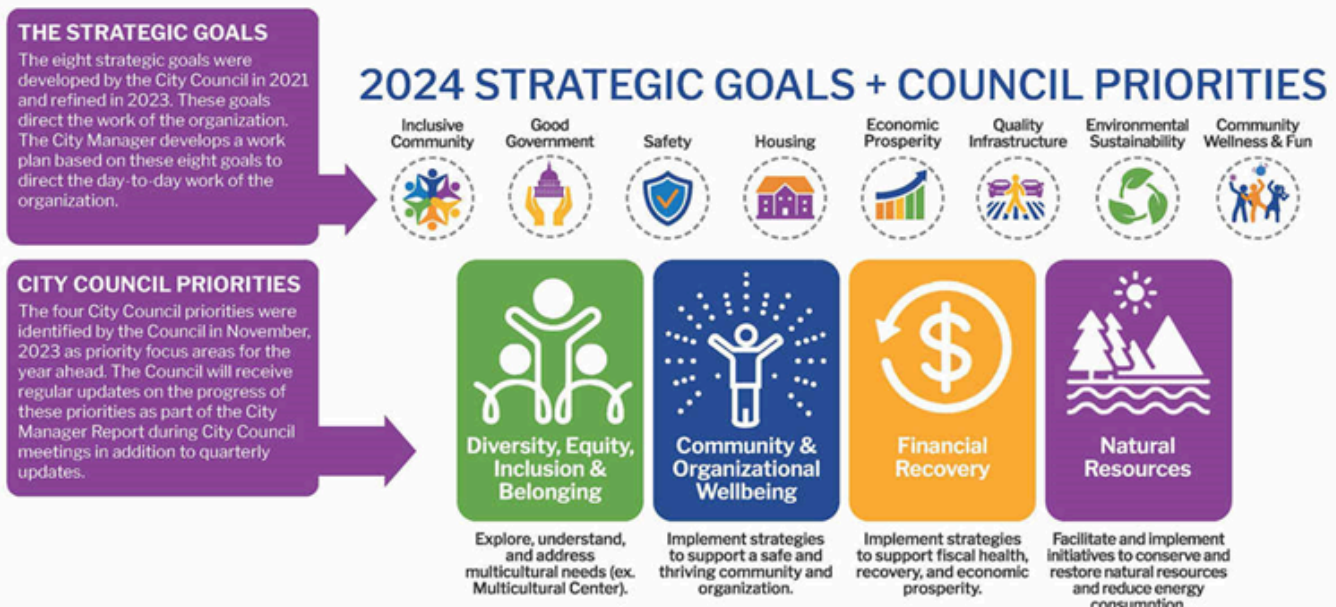 THE STRATEGIC GOALS
The eight strategic goals were
developed by the City Council in 2021
and refined in 2023. These goals
direct the work of the organization.
The City Manager develops a work
plan based on these eight goals to
direct the day-to-day work of the
organization.
2024 STRATEGIC GOALS + COUNCIL PRIORITIES
Inclusive
Community
Good
Government
Safety
Housing
Economic
Prosperity
Quality
Infrastructure
Environmental
Sustainability
Community
Wellness & Fun
CITY COUNCIL PRIORITIES
The four City Council priorities were
identified by the Council in November,
2023 as priority focus areas for the
year ahead. The Council will receive
regular updates on the progress of
these priorities as part of the City
Manager Report during City Council
meetings in addition to quarterly
updates.
Diversity, Equity,
Inclusion &
Belonging
Explore, understand,
and address
multicultural needs (ex.
Multicultural Center).
Community &
Organizational
Wellbeing
Implement strategies
to support a safe and
thriving community and
organization.
$
Financial
Recovery
Implement strategies
to support fiscal health,
recovery, and economic
prosperity.
Natural
Resources
Facilitate and implement
initiatives to conserve and
restore natural resources
and reduce energy
consumption.